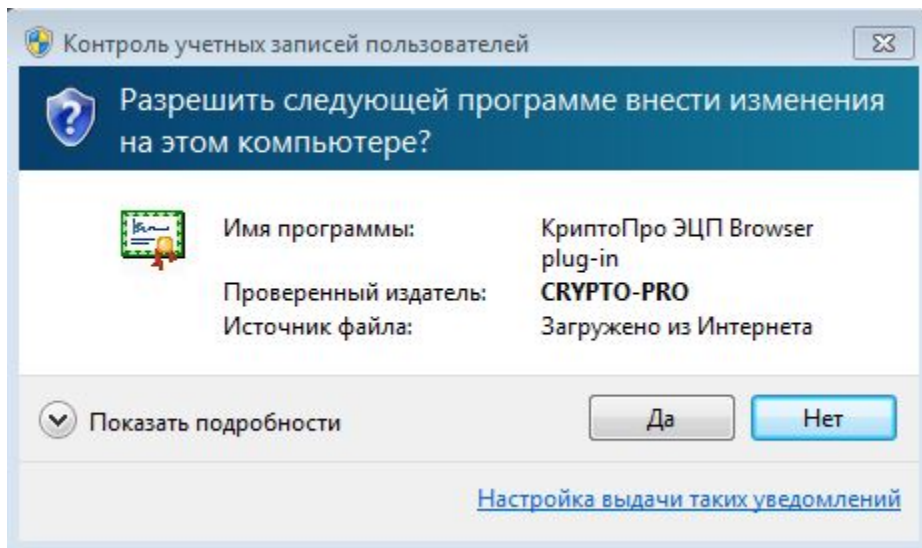 Контроль учетных записей пользователей
Разрешить следующей программе внести изменения
на этом компьютере?
Имя программы: КриптоПро ЭЦП Browser
plug-in
Проверенный издатель: CRYPTO-PRO
Источник файла: Загружено из Интернета
Показать подробности Да Нет
Настройка выдачи таких уведомлений